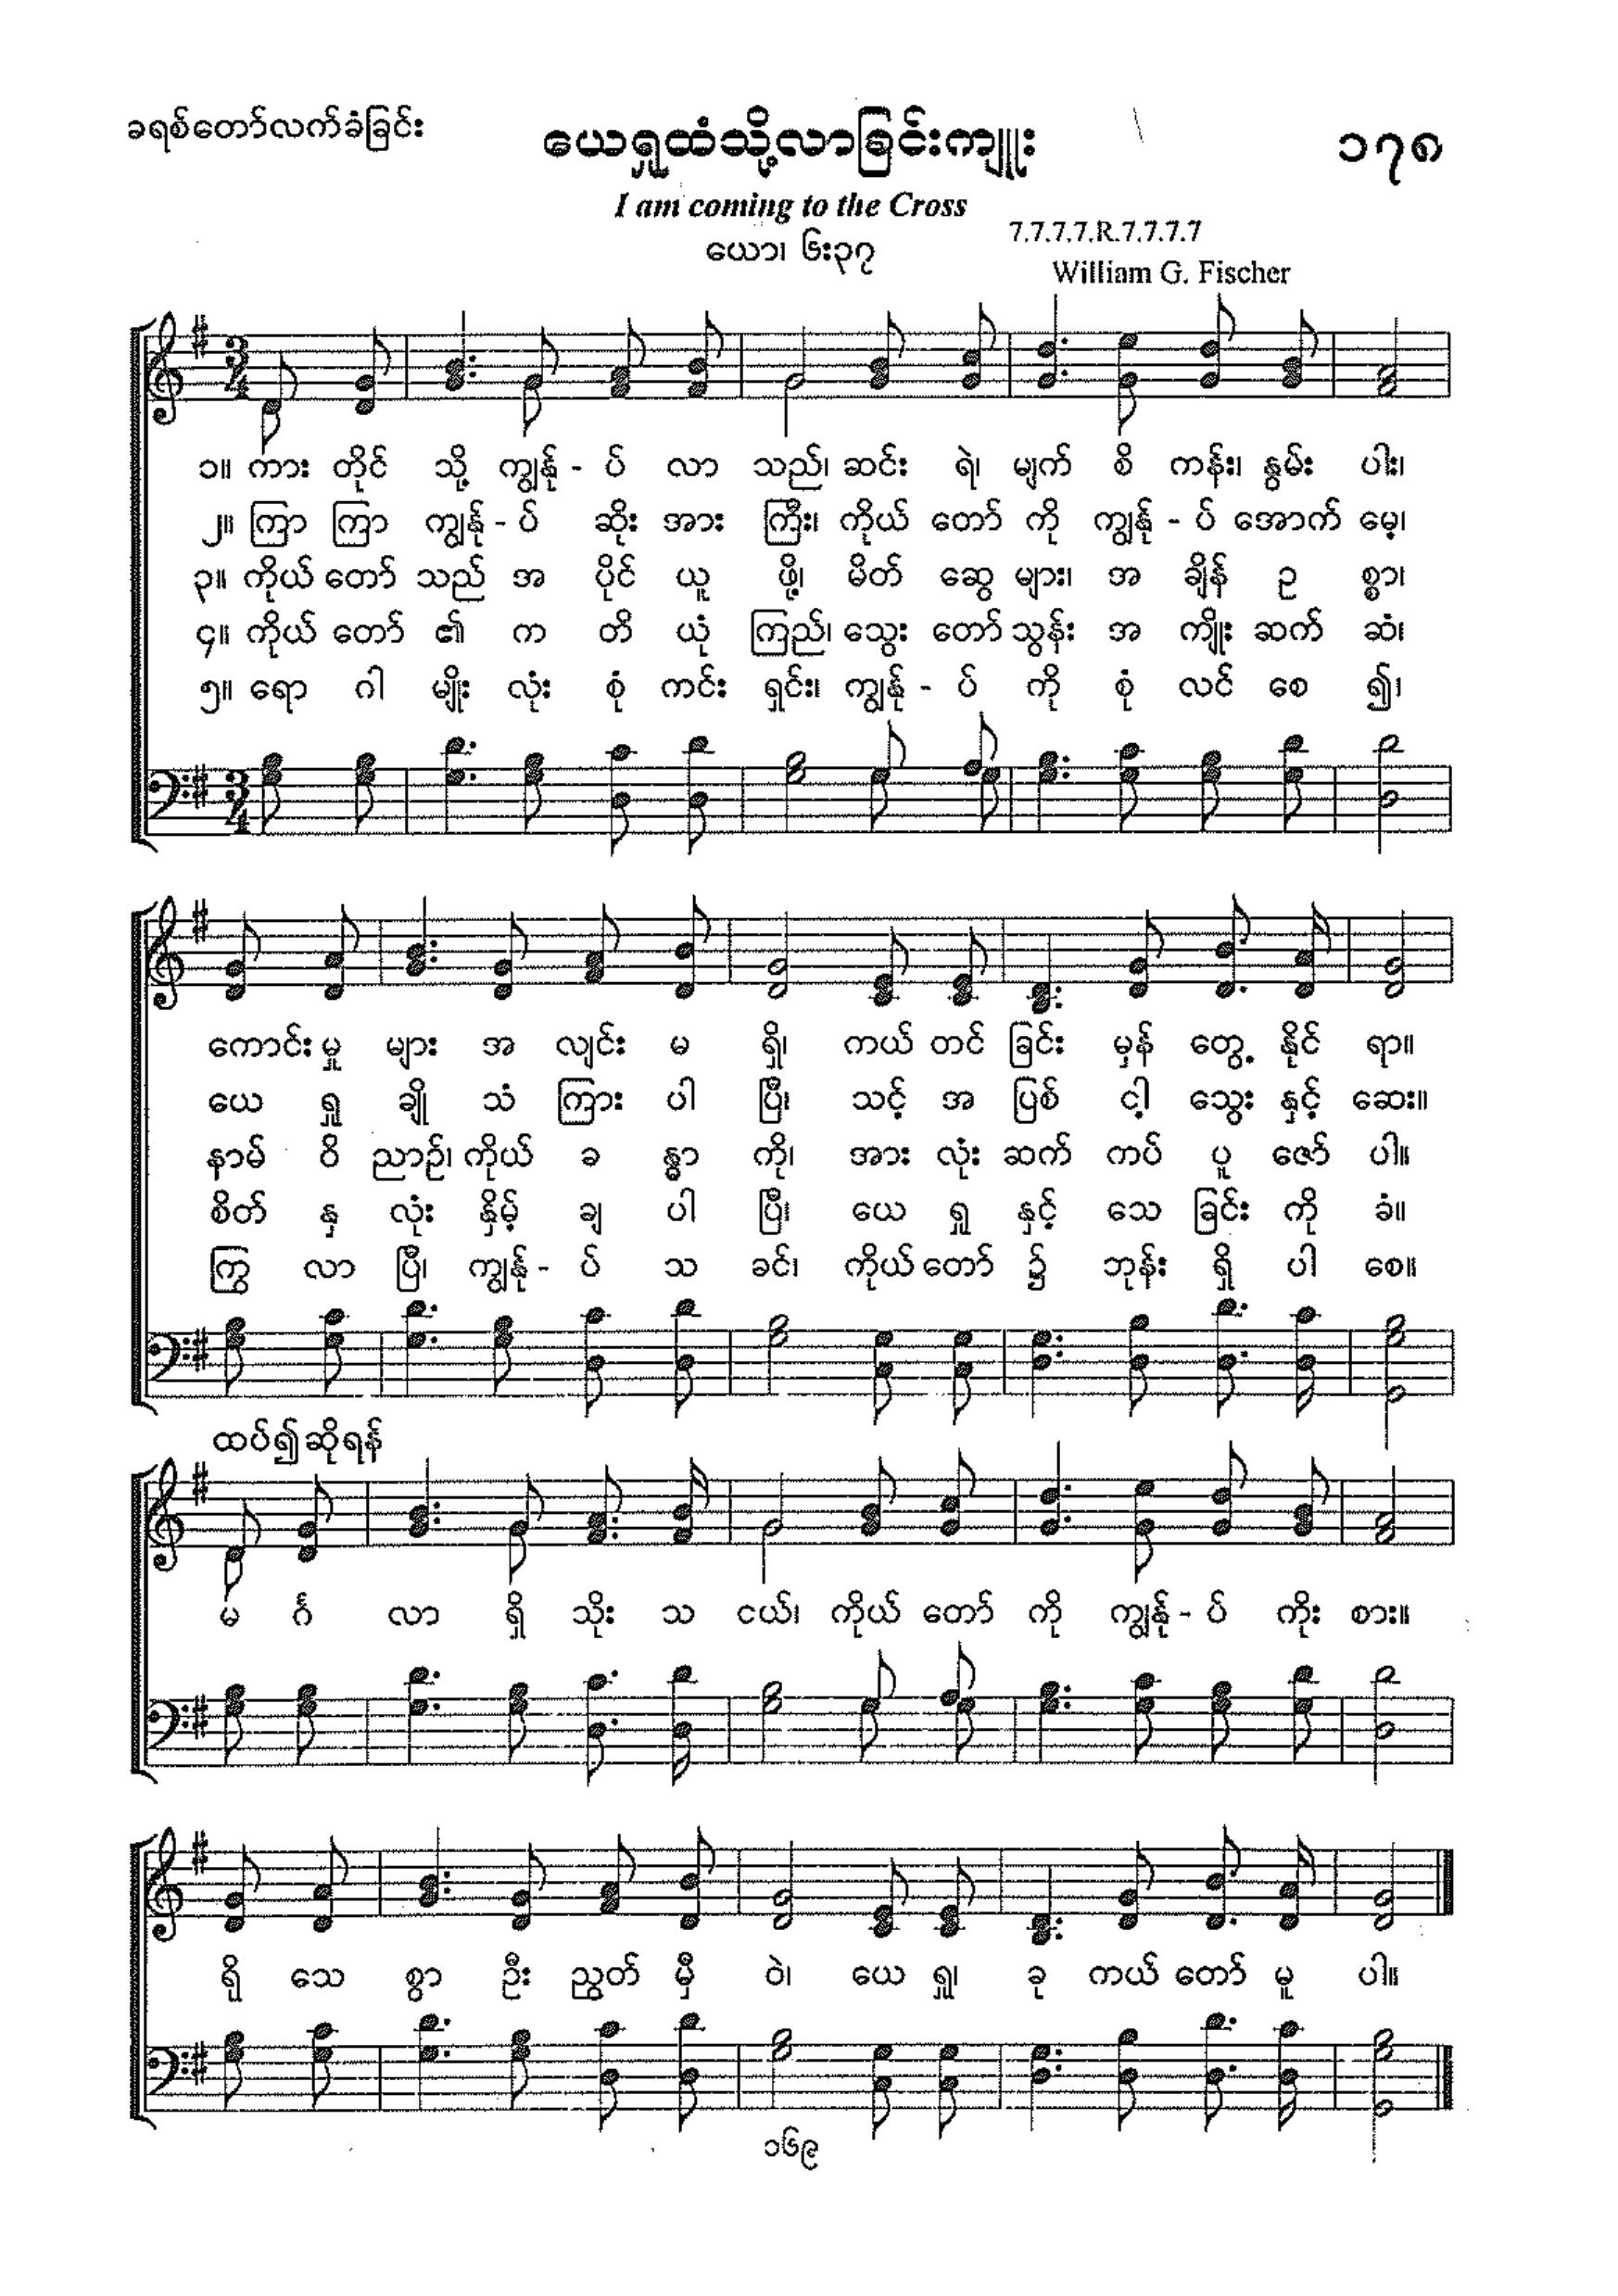 ခရစ်တော်လက်ခံခြင်း
ယေရှုထံသို့လာခြင်းကျူး
၁၇၈
I am coming to the Cross
ယော၊ ၆း၃၇
7.7.7.7.R.7.7.7.7
William G. Fischer
၁။ ကား တိုင် သို့ ကျွန်ု - ပ် လာ သည်၊ ဆင်း ရဲ၊ မျက် စိ ကန်း၊ နွမ်း ပါး၊
၂။ ကြာ ကြာ ကျွန်ု - ပ် ဆိုး အား ကြီး၊ ကိုယ် တော် ကို ကျွန်ု - ပ် အောက် မေ့၊
၃။ ကိုယ် တော် သည် အ ပိုင် ယူ ဖို့၊ မိတ် ဆွေ များ၊ အ ချိန် ဥ စ္စာ၊
၄။ ကိုယ် တော် ၏ က တိ ယုံ ကြည်၊ သွေး တော် သွန်း အ ကျိုး ဆက် ဆံ၊
၅။ ရော ဂါ မျိုး လုံး စုံ ကင်း ရှင်း၊ ကျွန်ု - ပ် ကို စုံ လင် စေ ၍၊
ကောင်း မှု များ အ လျင်း မ ရှိ၊ ကယ် တင် ခြင်း မှန် တွေ့ နိုင် ရာ။
ယေ ရှု ချို သံ ကြား ပါ ပြီ၊ သင့် အ ပြစ် ငါ့ သွေး နှင့် ဆေး။
နာမ် ဝိ ညာဉ်၊ ကိုယ် ခ န္ဓာ ကို၊ အား လုံး ဆက် ကပ် ပူ ဇော် ပါ။
စိတ် နှ လုံး နှိမ့် ချ ပါ ပြီ၊ ယေ ရှု နှင့် သေ ခြင်း ကို ခံ။
ကြွ လာ ပြီ၊ ကျွန်ု - ပ် သ ခင်၊ ကိုယ် တော် ၌ ဘုန်း ရှိ ပါ စေ။
ထပ်၍ဆိုရန်
မ င်္ဂ လာ ရှိ သိုး သ ငယ်၊ ကိုယ် တော် ကို ကျွန်ု - ပ် ကိုး စား။
ရို သေ စွာ ဦး ညွတ် မှီ ဝဲ၊ ယေ ရှု၊ ခု ကယ် တော် မူ ပါ။
၁၆၉